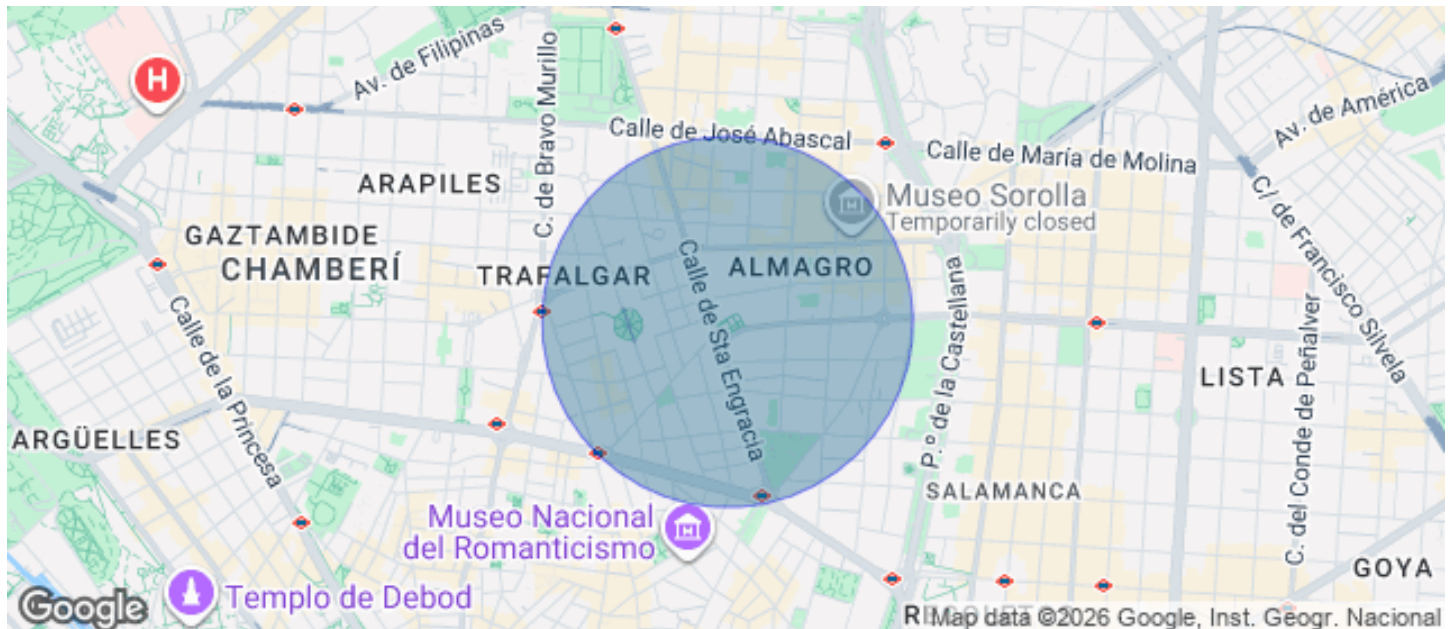 Av. de Filipinas
C. de Bravo Murillo
Calle de José Abascal
Av. de América
Calle de María de Molina
ARAPILES
Museo Sorolla
Temporarily closed
C/ de Francisco Silvela
GAZTAMBIDE
CHAMBERÍ
TRAFALGAR
ALMAGRO
Calle de Sta Engracia
P.º de la Castellana
Calle de la Princesa
C. del Conde de Peñalver
LISTA
ARGÜELLES
SALAMANCA
Museo Nacional
del Romanticismo
GOYA
Templo de Debod
Google
Map data ©2026 Google, Inst. Geogr. Nacional